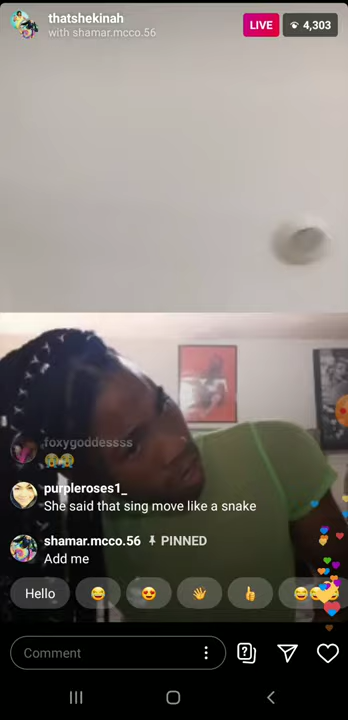 thatshekinah
with shamar.mcco.56
LIVE
4,303
foxygoddessss
😭😭
purpleroses1_
She said that sing move like a snake
shamar.mcco.56 PINNED
Add me
Hello 😂 😍 👋 👍 😂
Comment